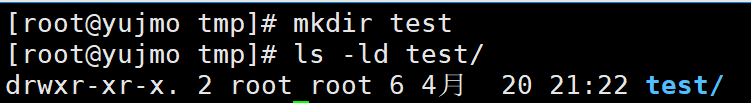 [root@yujmo tmp]# mkdir test
[root@yujmo tmp]# ls -ld test/
drwxr-xr-x. 2 root root 6 4月  20 21:22 test/